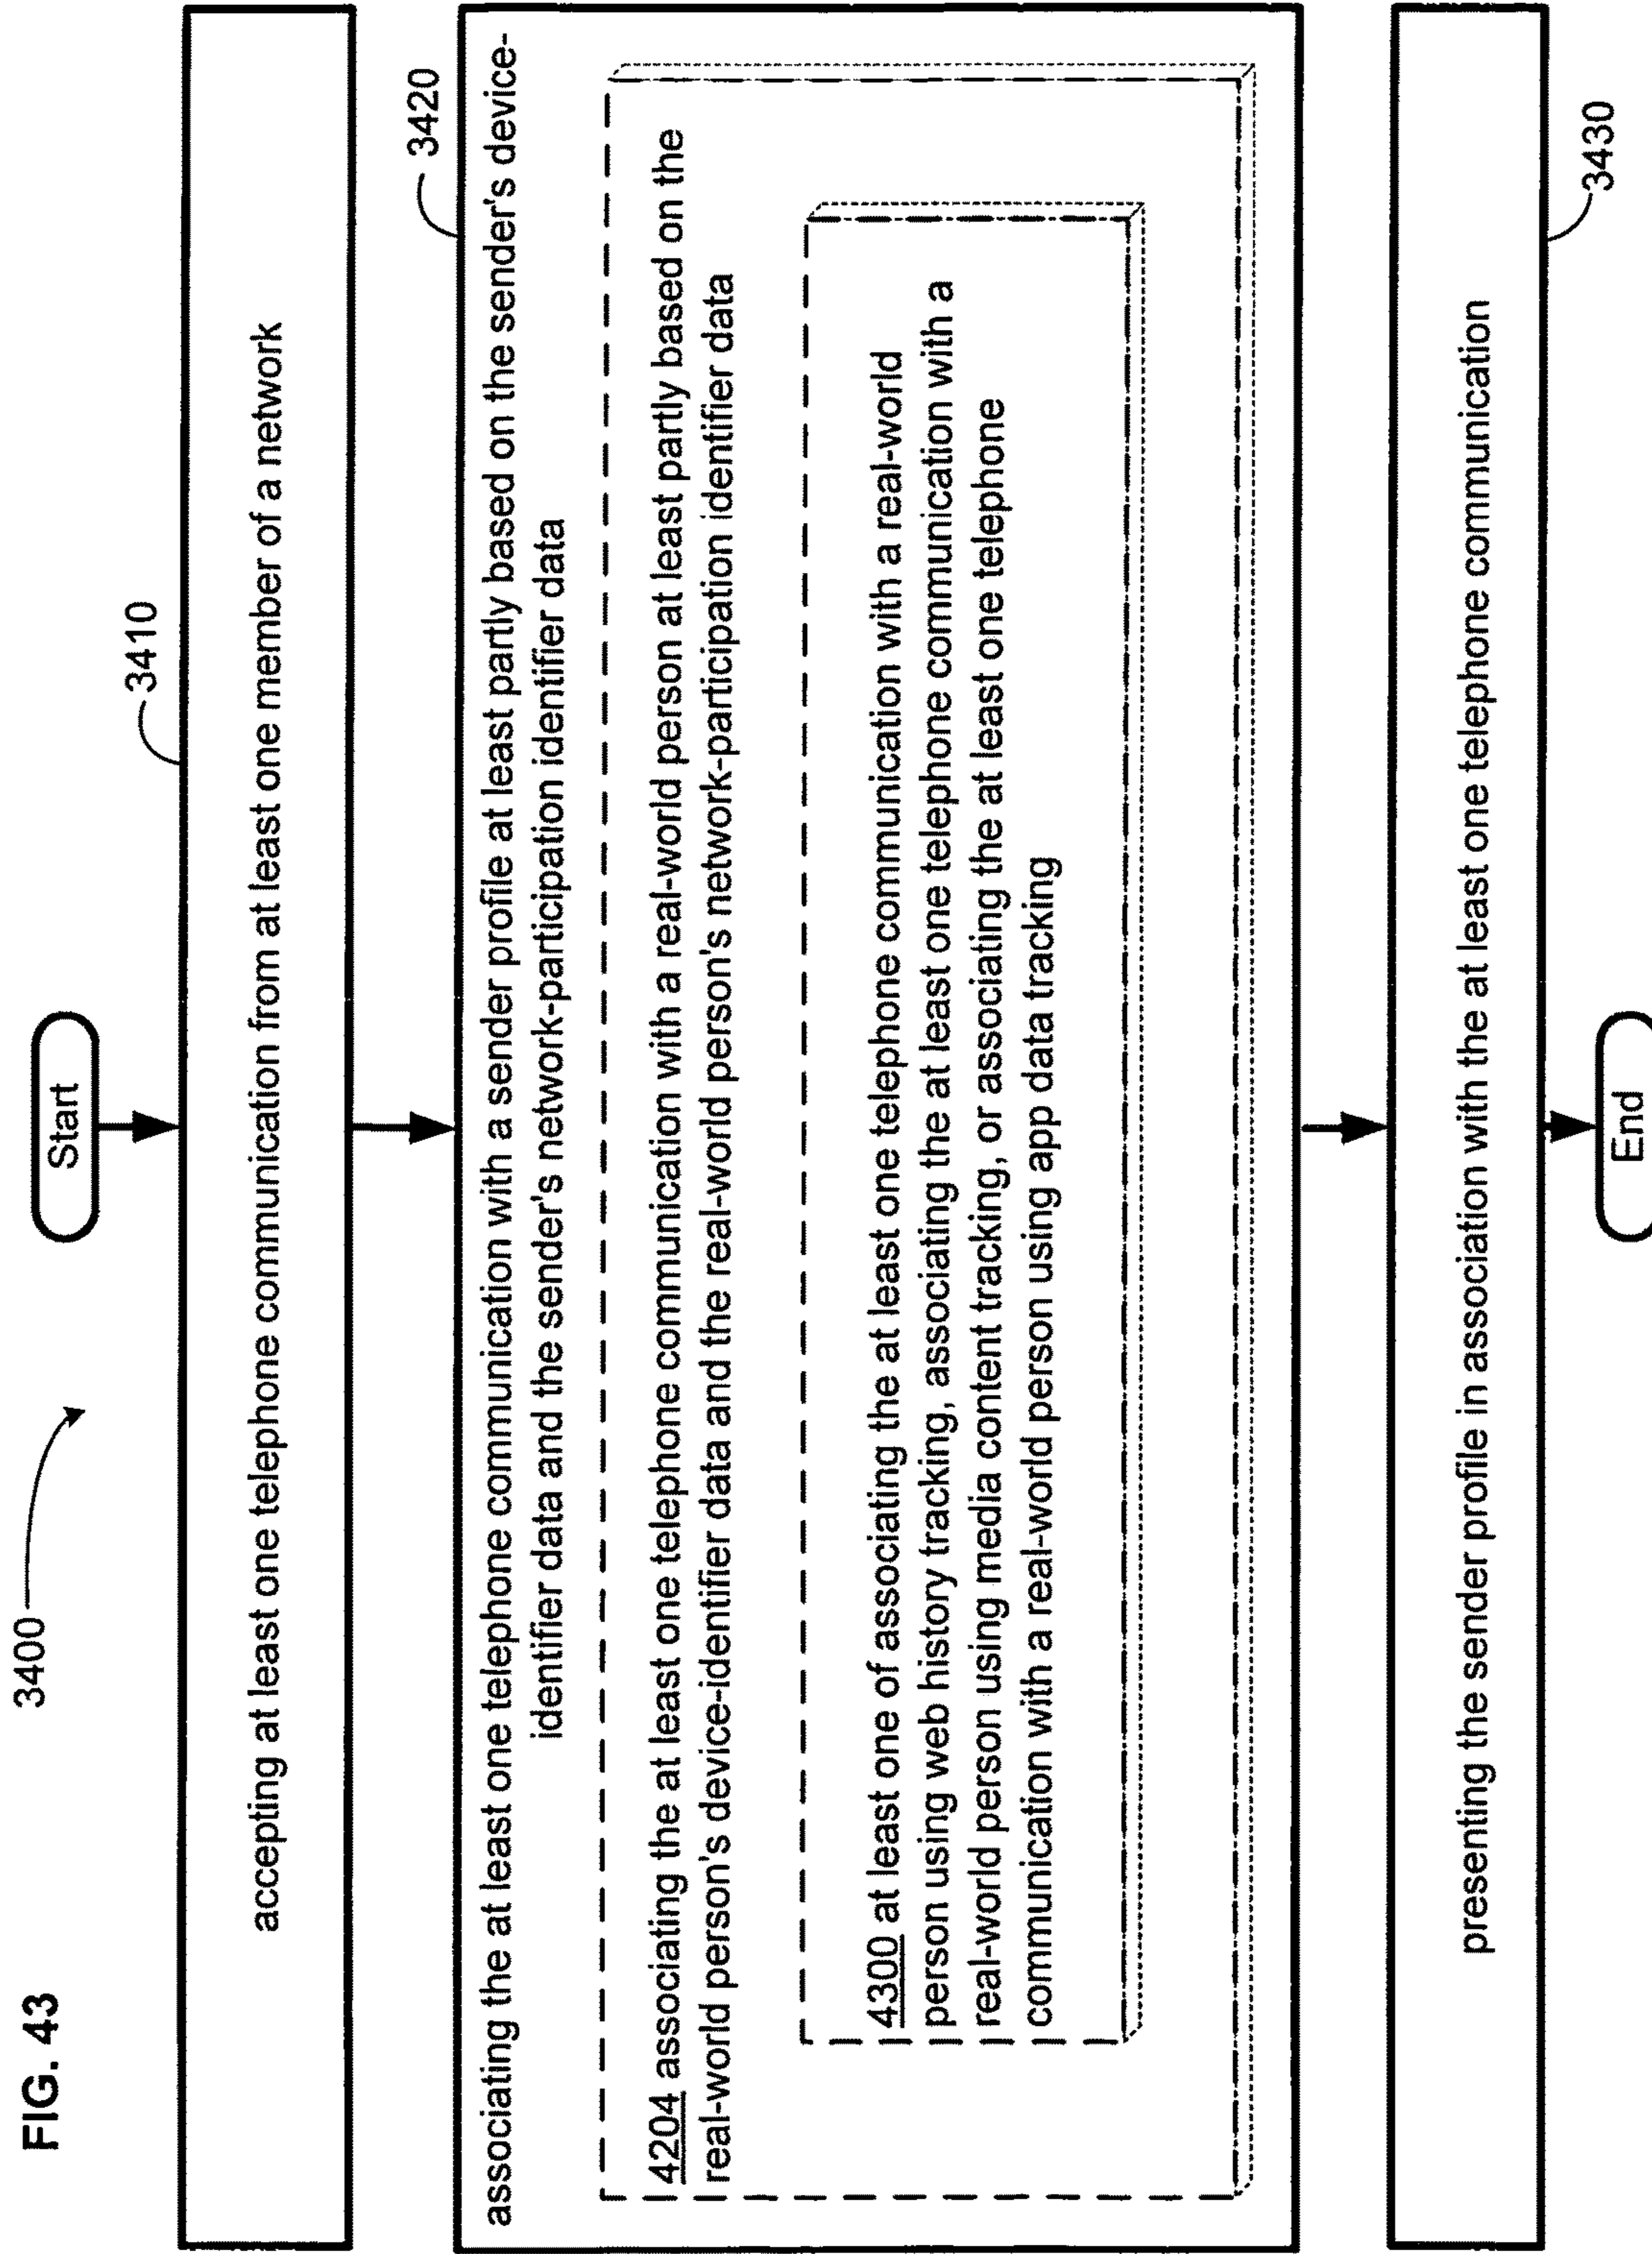 FIG. 43
3400
Start
3410
accepting at least one telephone communication from at least one member of a network
3420
associating the at least one telephone communication with a sender profile at least partly based on the sender's device-
identifier data and the sender's network-participation identifier data
4204 associating the at least one telephone communication with a real-world person at least partly based on the
real-world person's device-identifier data and the real-world person's network-participation identifier data
4300 at least one of associating the at least one telephone communication with a real-world
person using web history tracking, associating the at least one telephone communication with a
real-world person using media content tracking, or associating the at least one telephone
communication with a real-world person using app data tracking
presenting the sender profile in association with the at least one telephone communication
3430
End